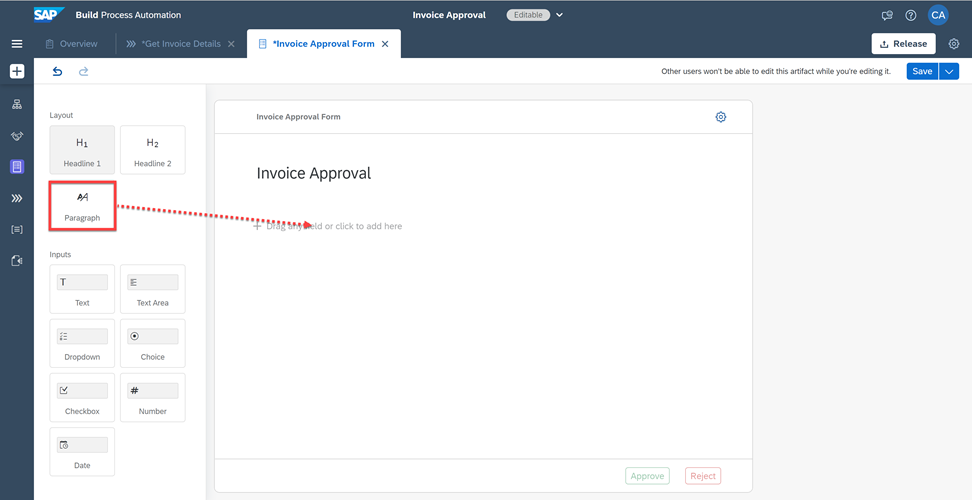 SAP Build Process Automation
Invoice Approval Editable
CA
Overview
*Get Invoice Details
*Invoice Approval Form
Release
Other users won't be able to edit this artifact while you're editing it.
Save
Layout
H1
Headline 1
H2
Headline 2
Paragraph
Inputs
T
Text
Text Area
Dropdown
Choice
Checkbox
#
Number
Date
Invoice Approval Form
Invoice Approval
+ Drag any field or click to add here
Approve
Reject